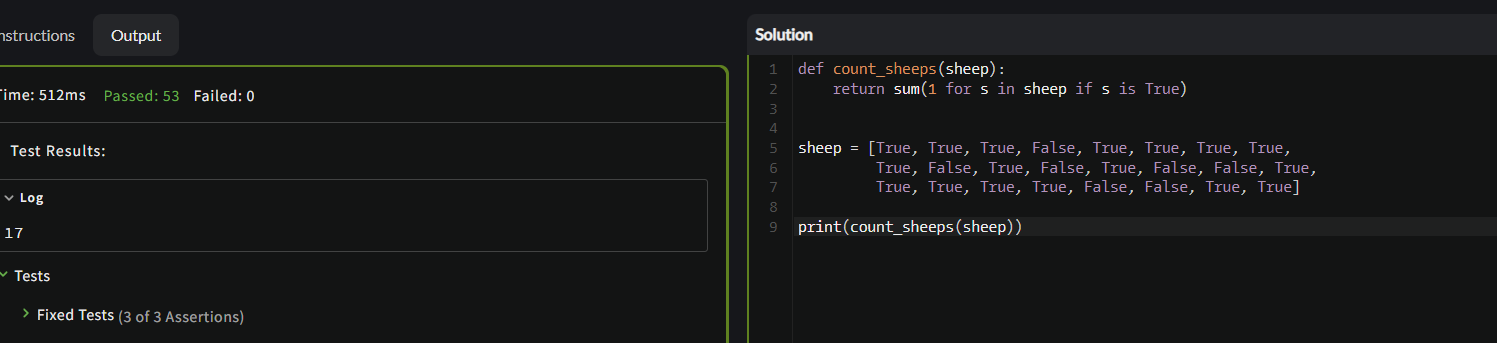 nstructions
Output
Time: 512ms Passed: 53 Failed: 0
Test Results:
Log
17
Tests
Fixed Tests (3 of 3 Assertions)
Solution
1 def count_sheeps(sheep):
2     return sum(1 for s in sheep if s is True)
3
4
5 sheep = [True, True, True, False, True, True, True, True,
6          True, False, True, False, True, False, False, True,
7          True, True, True, True, False, False, True, True]
8
9 print(count_sheeps(sheep))